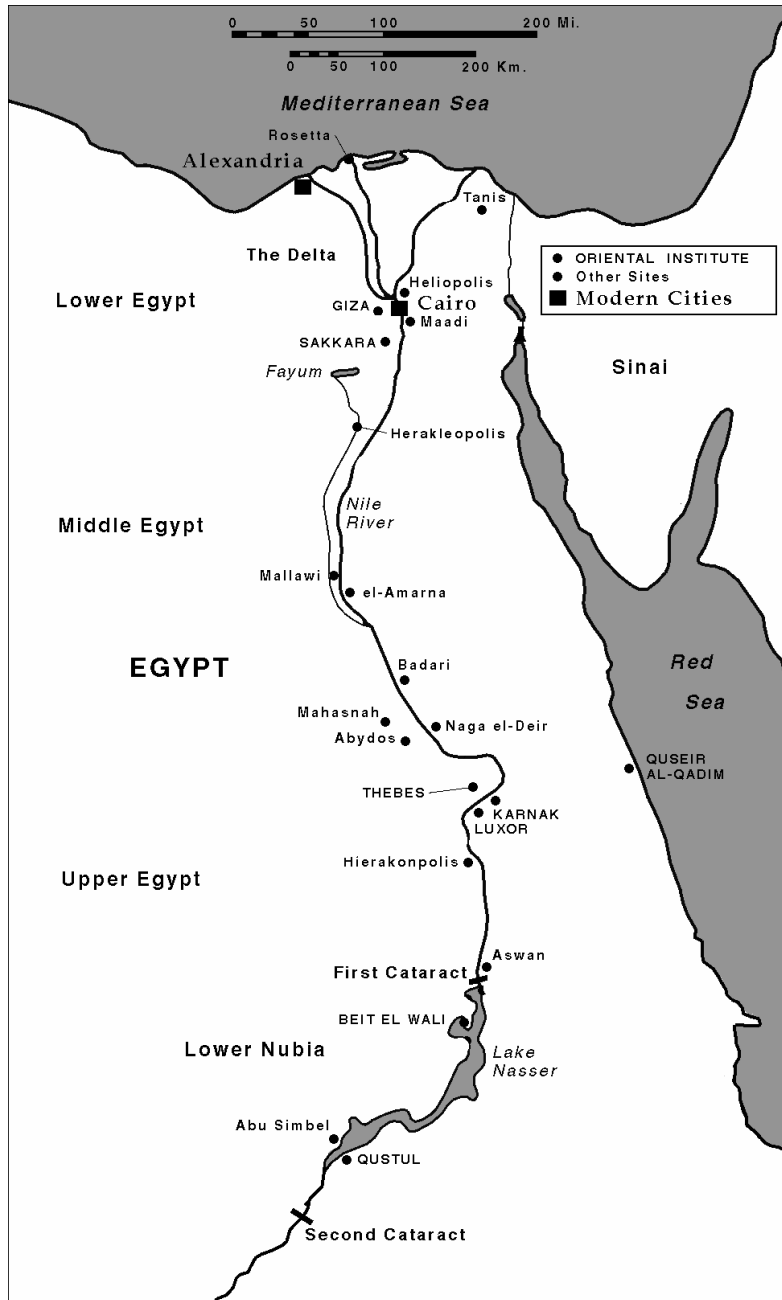 0 50 100 200 Mi.
0 50 100 200 Km.
Mediterranean Sea
Rosetta
Alexandria
Tanis
The Delta
ORIENTAL INSTITUTE
Other Sites
Modern Cities
Heliopolis
Lower Egypt
GIZA
Cairo
Maadi
SAKKARA
Sinai
Fayum
Herakleopolis
Nile
River
Middle Egypt
Mallawi
el-Amarna
EGYPT
Badari
Red
Sea
Mahasnah
Naga el-Deir
Abydos
QUSEIR
AL-QADIM
THEBES
KARNAK
LUXOR
Hierakonpolis
Upper Egypt
Aswan
First Cataract
BEIT EL WALI
Lower Nubia
Lake
Nasser
Abu Simbel
QUSTUL
Second Cataract